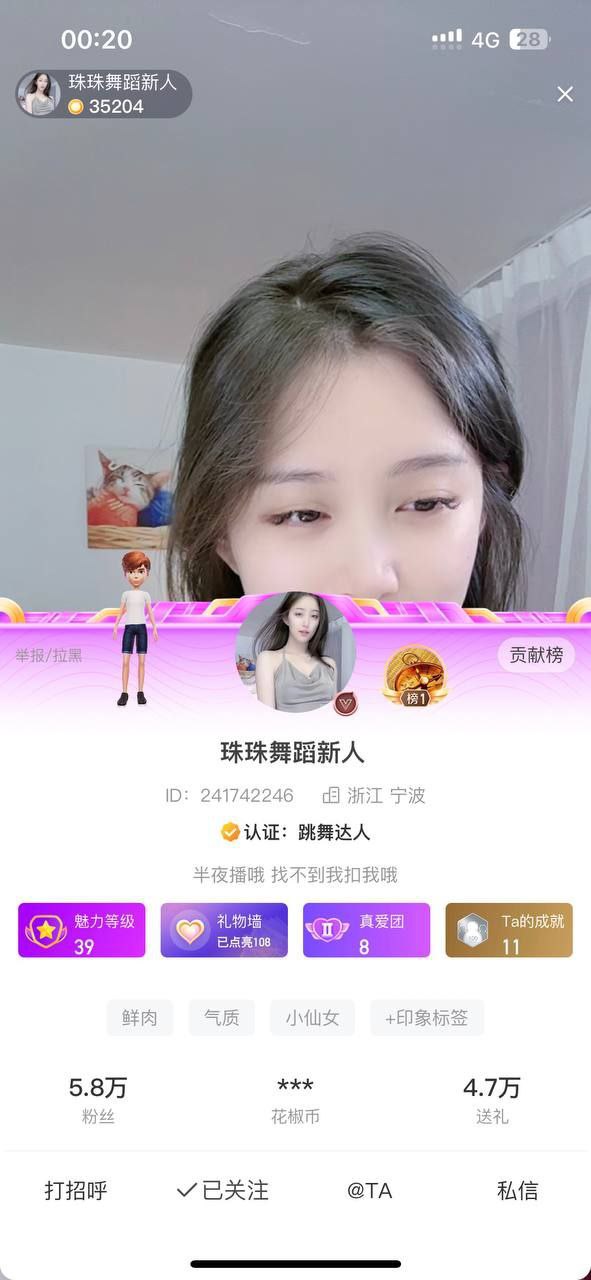 00:20
4G 28
珠珠舞蹈新人
35204
举报/拉黑
榜1
贡献榜
珠珠舞蹈新人
ID: 241742246 浙江 宁波
认证：跳舞达人
半夜播哦 找不到我扣我哦
魅力等级
39
礼物墙
已点亮108
真爱团
8
Ta的成就
11
鲜肉 气质 小仙女 +印象标签
5.8万 *** 4.7万
粉丝 花椒币 送礼
打招呼 已关注 @TA 私信